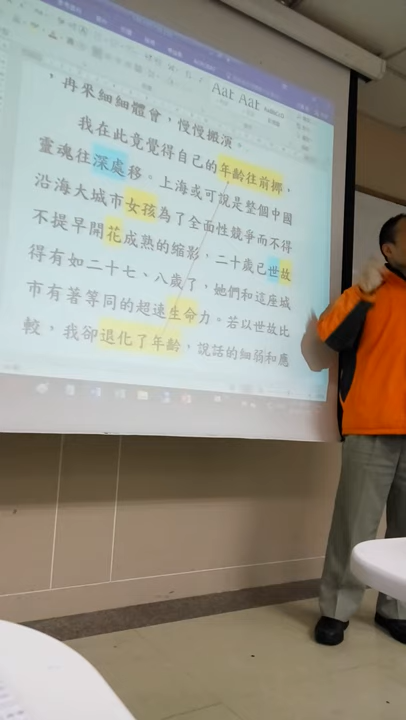 ，再來細細體會，慢慢搬演。
我在此竟覺得自己的年齡往前挪，
靈魂往深處移。上海或可說是整個中國
沿海大城市女孩為了全面性競爭而不得
不提早開花成熟的縮影，二十歲已世故
得有如二十七、八歲了，她們和這座城
市有著等同的超速生命力。若以世故比
較，我卻退化了年齡，說話的細弱和應